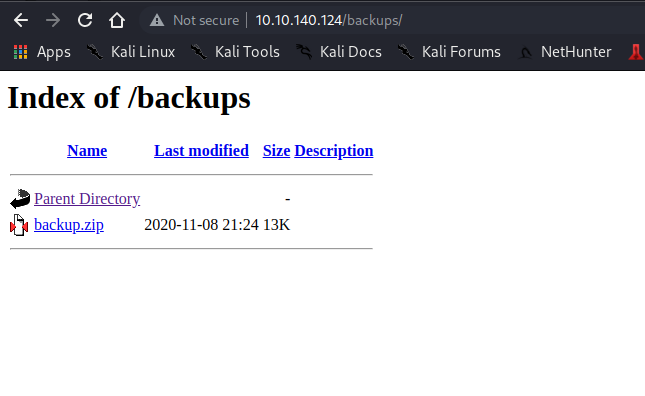 Not secure 10.10.140.124/backups/
Apps Kali Linux Kali Tools Kali Docs Kali Forums NetHunter
Index of /backups
Name Last modified Size Description
Parent Directory -
backup.zip 2020-11-08 21:24 13K